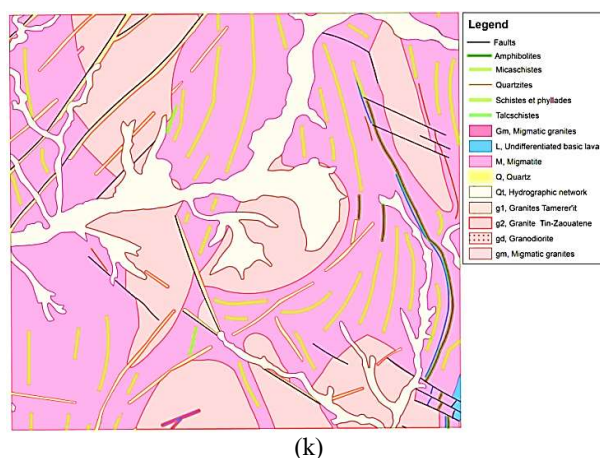 Legend
Faults
Amphibolites
Micaschistes
Quartzites
Schistes et phyllades
Talcschistes
Gm, Migmatic granites
L, Undifferentiated basic lava
M, Migmatite
Q, Quartz
Qt, Hydrographic network
g1, Granites Tamerer'it
g2, Granite Tin-Zaouatene
gd, Granodiorite
gm, Migmatic granites
(k)